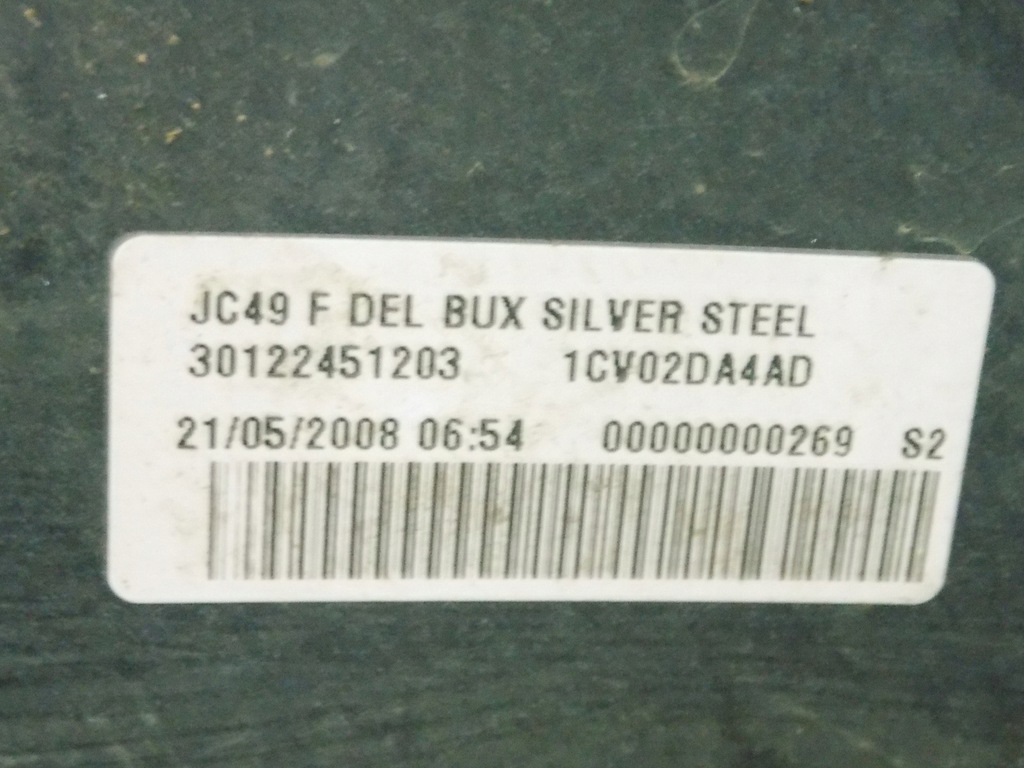 JC49 F DEL BUX SILVER STEEL
30122451203 1CV02DA4AD
21/05/2008 06:54 00000000269 S2